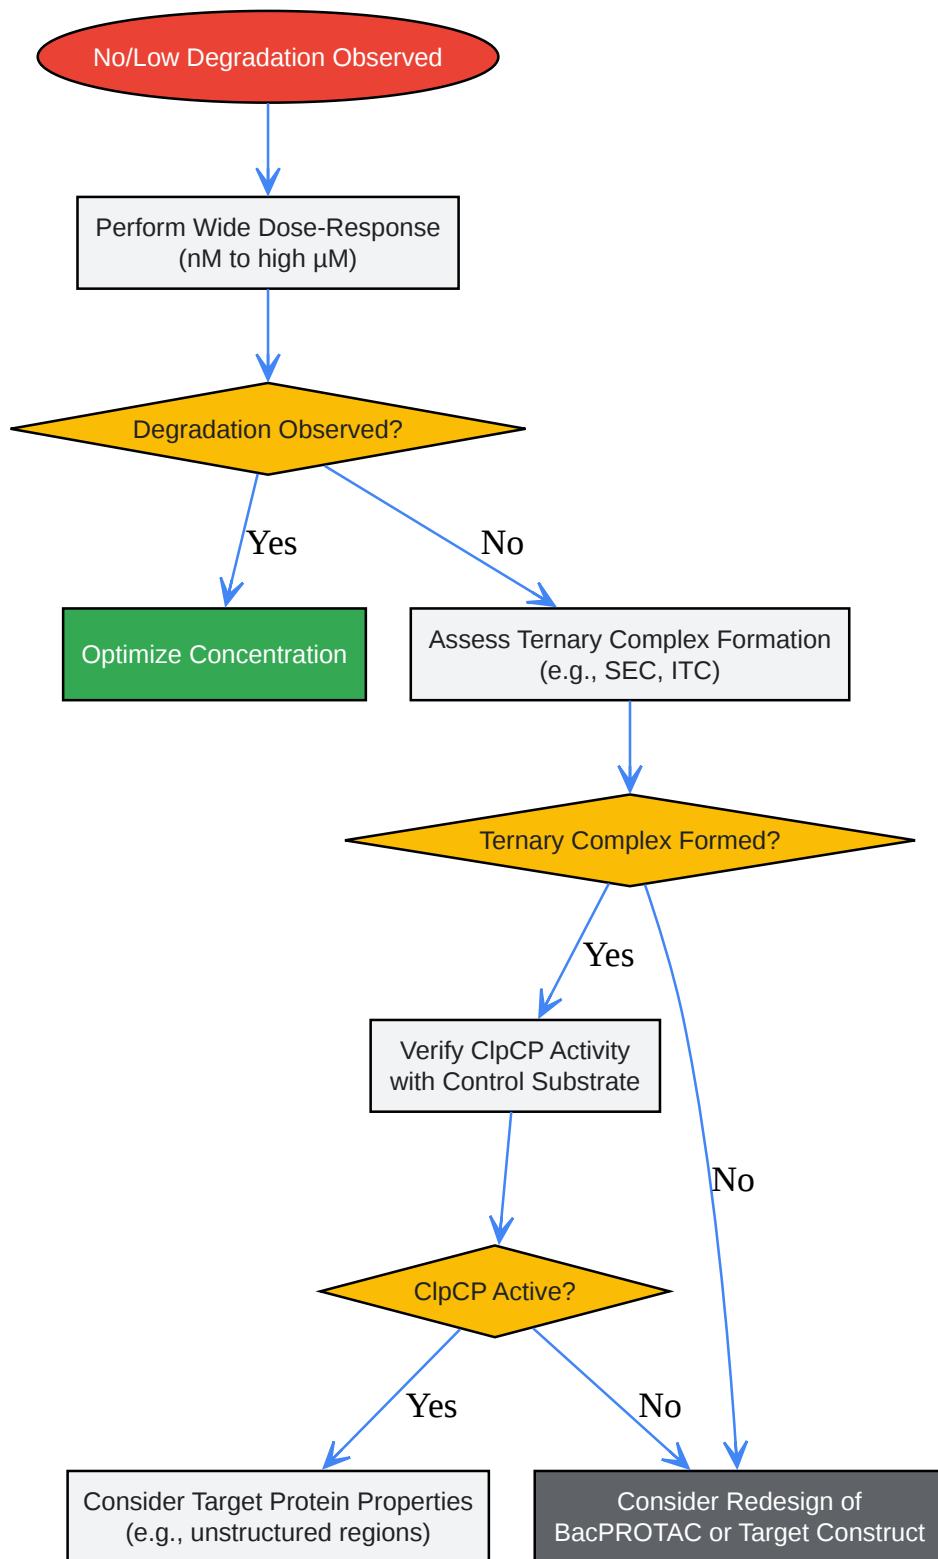 No/Low Degradation Observed
Perform Wide Dose-Response
(nM to high µM)
Degradation Observed?
Yes
No
Optimize Concentration
Assess Ternary Complex Formation
(e.g., SEC, ITC)
Ternary Complex Formed?
Yes
Verify ClpCP Activity
with Control Substrate
No
ClpCP Active?
Yes
No
Consider Target Protein Properties
(e.g., unstructured regions)
Consider Redesign of
BacPROTAC or Target Construct